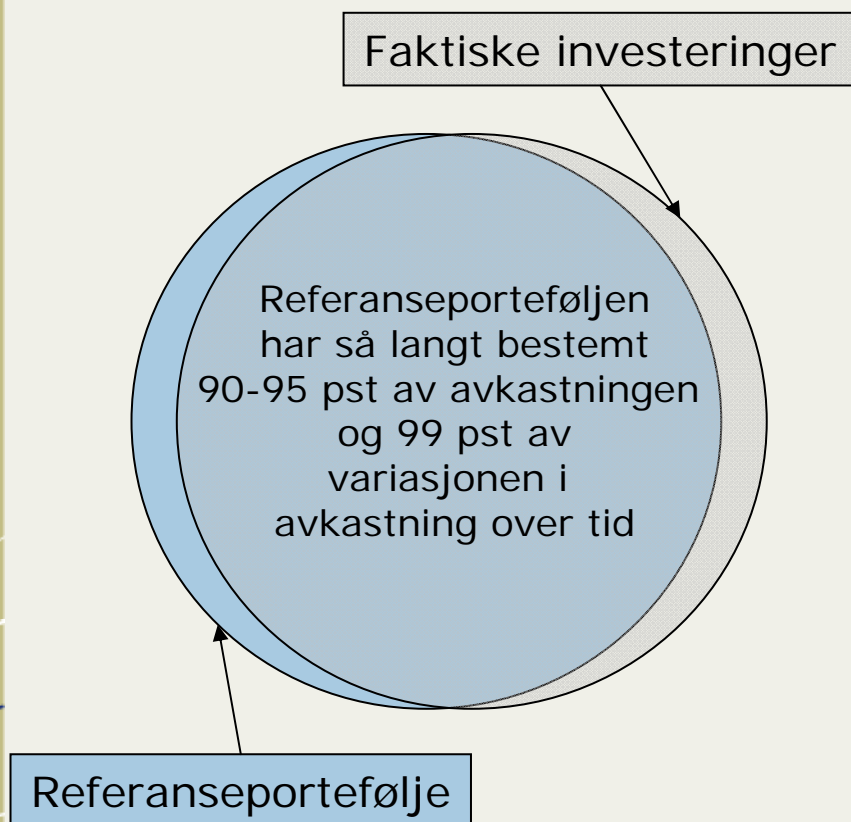 Faktiske investeringer
Referanseporteføljen
har så langt bestemt
90-95 pst av avkastningen
og 99 pst av
variasjonen i
avkastning over tid
Referanseportefølje